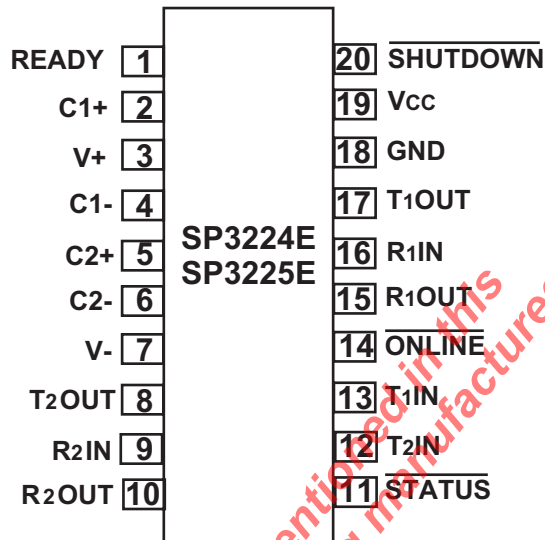 READY 1
C1+ 2
V+ 3
C1- 4
C2+ 5
C2- 6
V- 7
T2OUT 8
R2IN 9
R2OUT 10
SP3224E
SP3225E
20 SHUTDOWN
19 VCC
18 GND
17 T1OUT
16 R1IN
15 R1OUT
14 ONLINE
13 T1IN
12 T2IN
11 STATUS
mentioned in this